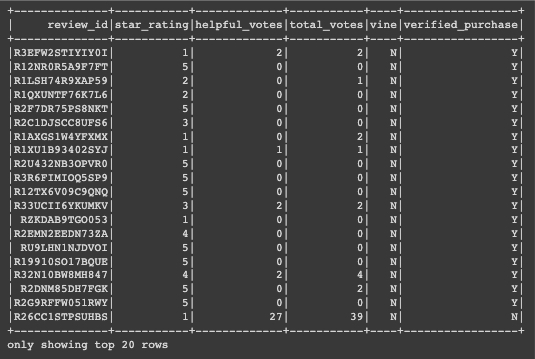 +--------------+-----------+-------------+-----------+----+-----------------+
|     review_id|star_rating|helpful_votes|total_votes|vine|verified_purchase|
+--------------+-----------+-------------+-----------+----+-----------------+
|R3EFW2STIYIY0I|          1|            2|          2|   N|                Y|
|R12NR0R5A9F7FT|          5|            0|          0|   N|                Y|
|R1LSH74R9XAP59|          2|            0|          1|   N|                Y|
|R1QXUNTF76K7L6|          2|            0|          0|   N|                Y|
|R2F7DR75PS8NKT|          5|            0|          0|   N|                Y|
|R2C1DJSCC8UFS6|          3|            0|          0|   N|                Y|
|R1AXGS1W4YFXMX|          1|            0|          2|   N|                Y|
|R1XU1B93402SYJ|          1|            1|          1|   N|                Y|
|R2U432NB3OPVR0|          5|            0|          0|   N|                Y|
|R3R6FIMIOQ5SP9|          5|            0|          0|   N|                Y|
|R12TX6V09C9QNQ|          5|            0|          0|   N|                Y|
|R33UCII6YKUMKV|          3|            2|          2|   N|                Y|
| RZKDAB9TGO053|          1|            0|          0|   N|                Y|
|R2EMN2EEDN73ZA|          4|            0|          0|   N|                Y|
| RU9LHN1NJDVOI|          5|            0|          0|   N|                Y|
|R19910SO17BQUE|          5|            0|          0|   N|                Y|
|R32N10BW8MH847|          4|            2|          4|   N|                Y|
| R2DNM85DH7FGK|          5|            0|          2|   N|                Y|
|R2G9RFFW051RWY|          5|            0|          0|   N|                Y|
|R26CC1STPSUHBS|          1|           27|         39|   N|                N|
+--------------+-----------+-------------+-----------+----+-----------------+
only showing top 20 rows